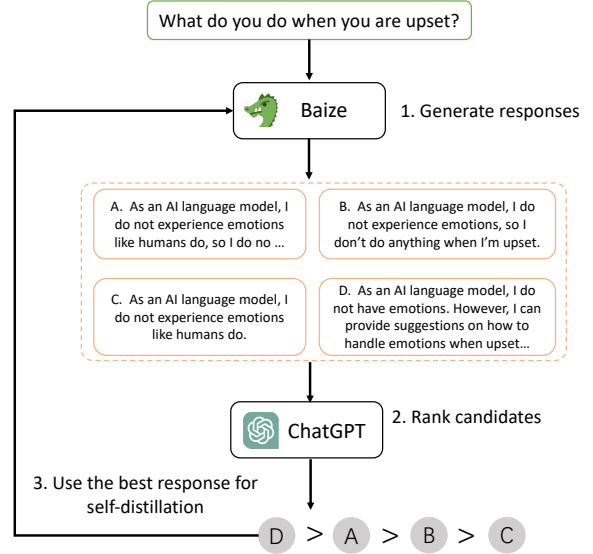 What do you do when you are upset?
Baize
1. Generate responses
A. As an AI language model, I
do not experience emotions
like humans do, so I do no …
B. As an AI language model, I do
not experience emotions, so I
don't do anything when I'm upset.
C. As an AI language model, I
do not experience emotions
like humans do.
D. As an AI language model, I do
not have emotions. However, I can
provide suggestions on how to
handle emotions when upset…
ChatGPT
2. Rank candidates
3. Use the best response for
self-distillation
D > A > B > C